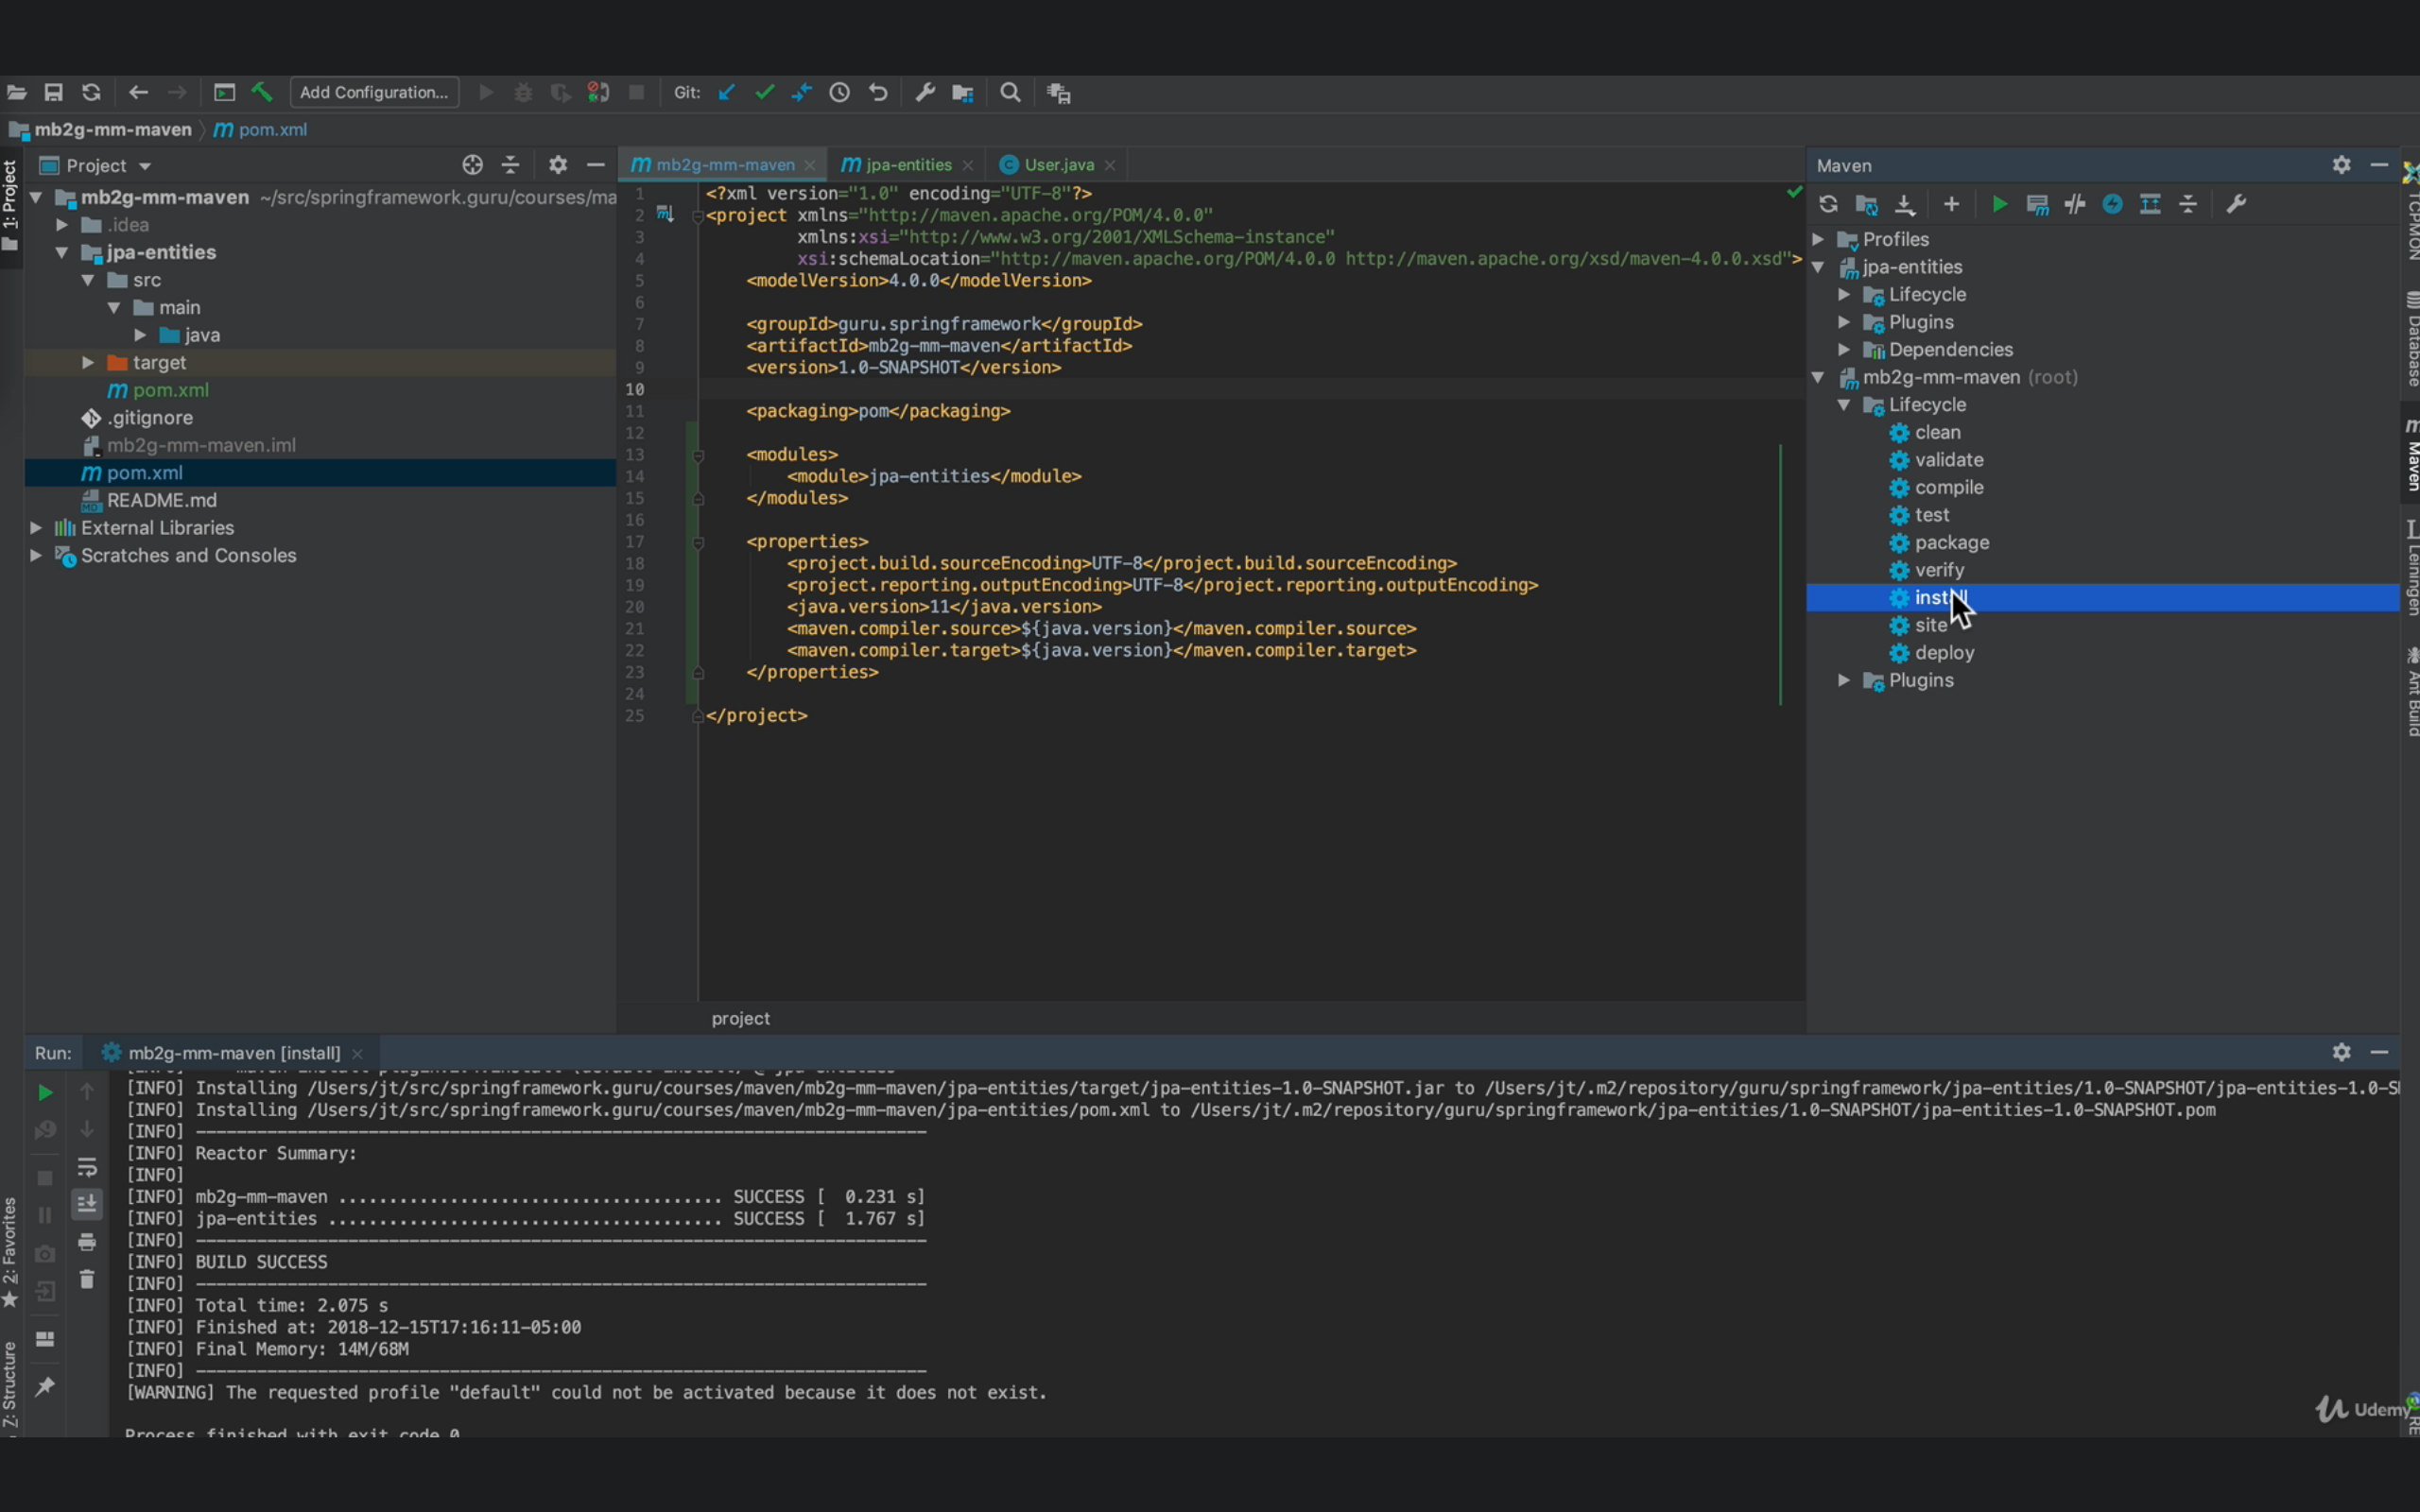 Add Configuration...
Git:
mb2g-mm-maven
pom.xml
1: Project
Project
mb2g-mm-maven ~/src/springframework.guru/courses/ma
.idea
jpa-entities
src
main
java
target
pom.xml
.gitignore
mb2g-mm-maven.iml
pom.xml
README.md
External Libraries
Scratches and Consoles
mb2g-mm-maven
jpa-entities
User.java
1 <?xml version="1.0" encoding="UTF-8"?>
2 <project xmlns="http://maven.apache.org/POM/4.0.0"
3 xmlns:xsi="http://www.w3.org/2001/XMLSchema-instance"
4 xsi:schemaLocation="http://maven.apache.org/POM/4.0.0 http://maven.apache.org/xsd/maven-4.0.0.xsd">
5 <modelVersion>4.0.0</modelVersion>
6
7 <groupId>guru.springframework</groupId>
8 <artifactId>mb2g-mm-maven</artifactId>
9 <version>1.0-SNAPSHOT</version>
10
11 <packaging>pom</packaging>
12
13 <modules>
14 <module>jpa-entities</module>
15 </modules>
16
17 <properties>
18 <project.build.sourceEncoding>UTF-8</project.build.sourceEncoding>
19 <project.reporting.outputEncoding>UTF-8</project.reporting.outputEncoding>
20 <java.version>11</java.version>
21 <maven.compiler.source>${java.version}</maven.compiler.source>
22 <maven.compiler.target>${java.version}</maven.compiler.target>
23 </properties>
24
25 </project>
project
Maven
Profiles
jpa-entities
Lifecycle
Plugins
Dependencies
mb2g-mm-maven (root)
Lifecycle
clean
validate
compile
test
package
verify
install
site
deploy
Plugins
TCPMON
Database
Maven
Leiningen
Ant Build
Run:
mb2g-mm-maven [install]
[INFO] Installing /Users/jt/src/springframework.guru/courses/maven/mb2g-mm-maven/jpa-entities/target/jpa-entities-1.0-SNAPSHOT.jar to /Users/jt/.m2/repository/guru/springframework/jpa-entities/1.0-SNAPSHOT/jpa-entities-1.0-S
[INFO] Installing /Users/jt/src/springframework.guru/courses/maven/mb2g-mm-maven/jpa-entities/pom.xml to /Users/jt/.m2/repository/guru/springframework/jpa-entities/1.0-SNAPSHOT/jpa-entities-1.0-SNAPSHOT.pom
[INFO] ------------------------------------------------------------------------
[INFO] Reactor Summary:
[INFO]
[INFO] mb2g-mm-maven ...................................... SUCCESS [  0.231 s]
[INFO] jpa-entities ....................................... SUCCESS [  1.767 s]
[INFO] ------------------------------------------------------------------------
[INFO] BUILD SUCCESS
[INFO] ------------------------------------------------------------------------
[INFO] Total time: 2.075 s
[INFO] Finished at: 2018-12-15T17:16:11-05:00
[INFO] Final Memory: 14M/68M
[INFO] ------------------------------------------------------------------------
[WARNING] The requested profile "default" could not be activated because it does not exist.
Process finished with exit code 0
2: Favorites
7: Structure
Udemy